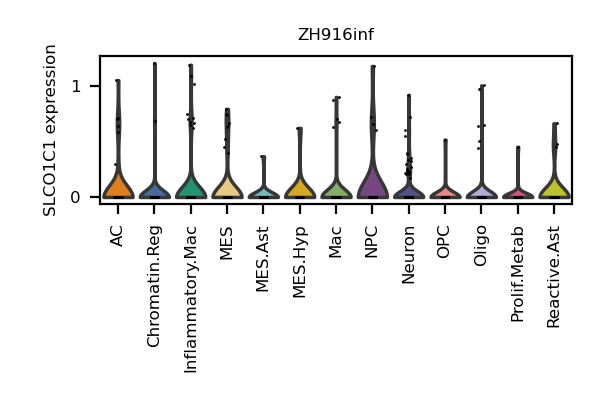 ZH916inf
SLCO1C1 expression
1
0
AC
Chromatin.Reg
Inflammatory.Mac
MES
MES.Ast
MES.Hyp
Mac
NPC
Neuron
OPC
Oligo
Prolif.Metab
Reactive.Ast